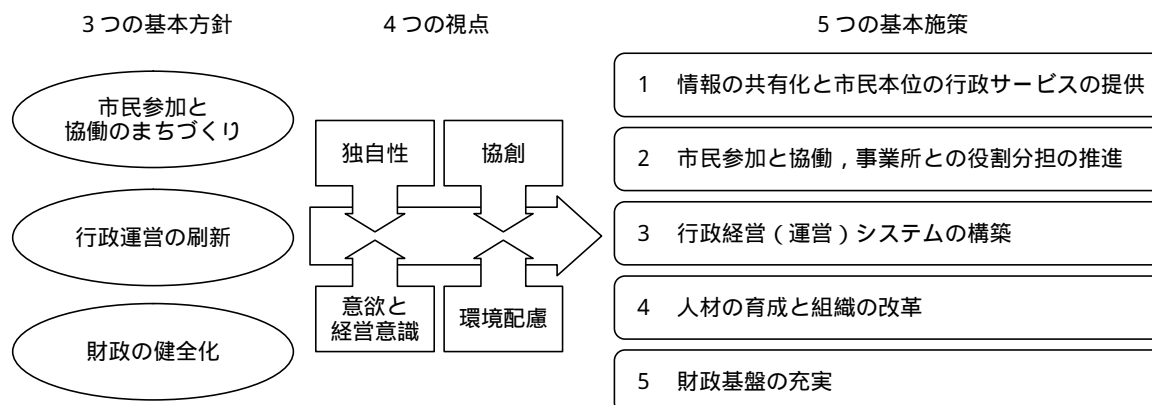 3つの基本方針
4つの視点
5つの基本施策
市民参加と
協働のまちづくり
行政運営の刷新
財政の健全化
独自性
協創
意欲と
経営意識
環境配慮
1 情報の共有化と市民本位の行政サービスの提供
2 市民参加と協働，事業所との役割分担の推進
3 行政経営（運営）システムの構築
4 人材の育成と組織の改革
5 財政基盤の充実